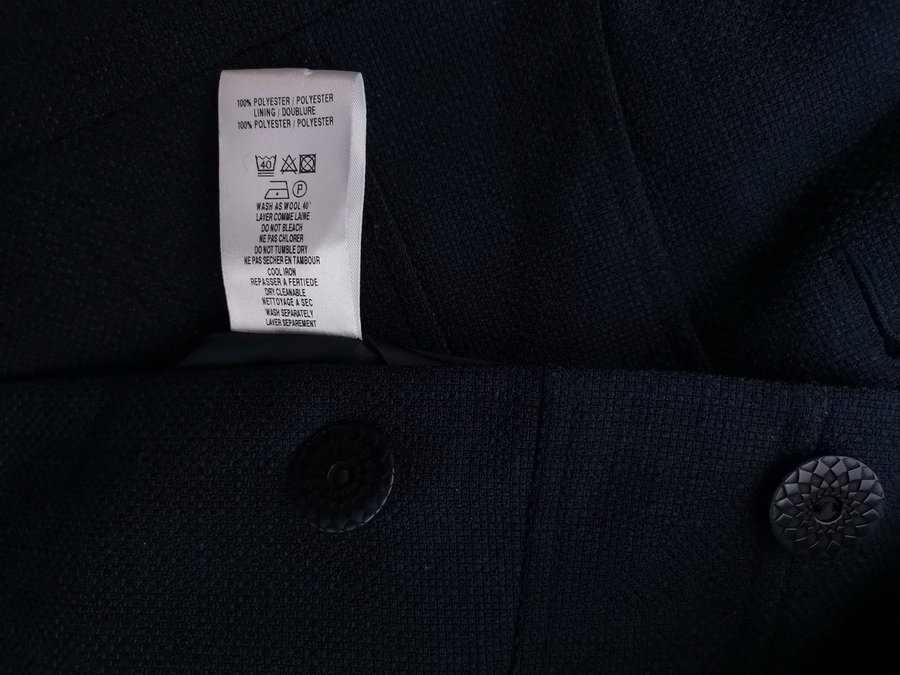 100% POLYESTER / POLYESTER
LINING / DOUBLURE
100% POLYESTER / POLYESTER
40
P
WASH AS WOOL 40°
LAVER COMME LAINE
DO NOT BLEACH
NE PAS CHLORER
DO NOT TUMBLE DRY
NE PAS SECHER EN TAMBOUR
COOL IRON
REPASSER A FERTIEDE
DRY CLEANABLE
NETTOYAGE A SEC
WASH SEPARATELY
LAVER SEPAREMENT